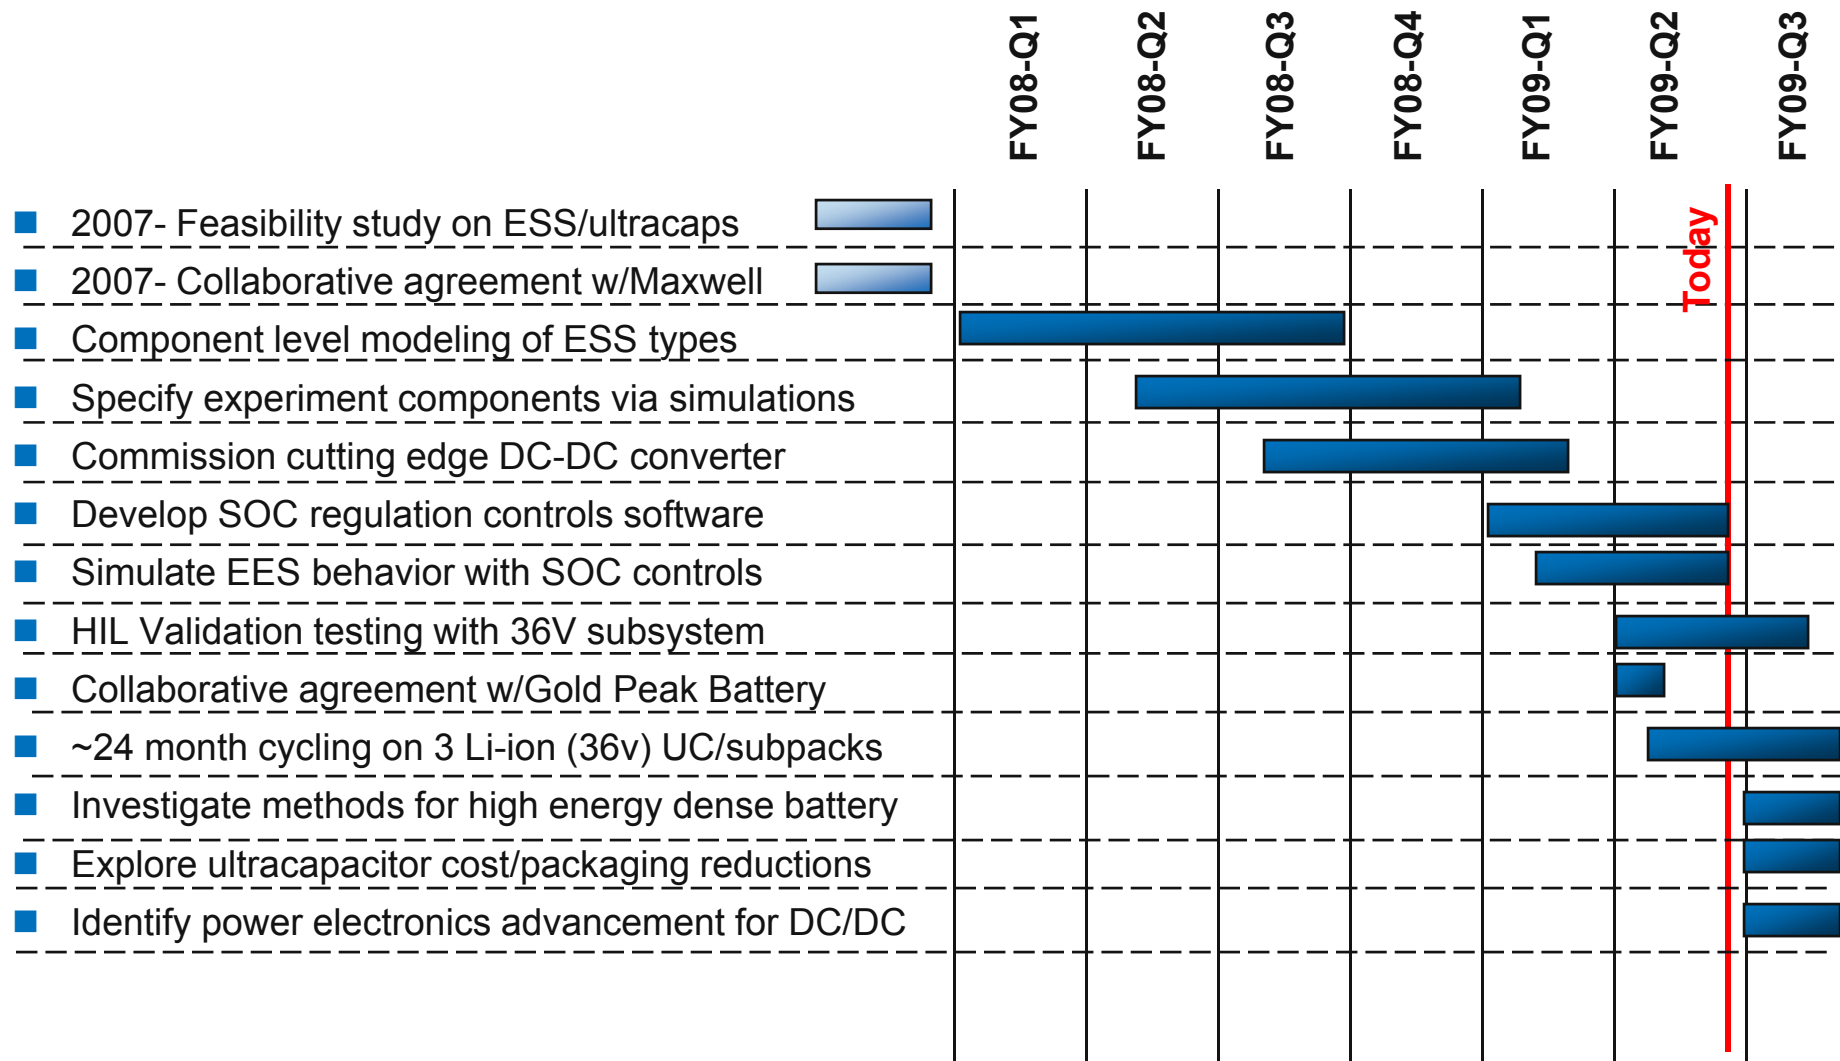 FY08-Q1
FY08-Q2
FY08-Q3
FY08-Q4
FY09-Q1
FY09-Q2
FY09-Q3
2007- Feasibility study on ESS/ultracaps
Today
2007- Collaborative agreement w/Maxwell
Component level modeling of ESS types
Specify experiment components via simulations
Commission cutting edge DC-DC converter
Develop SOC regulation controls software
Simulate EES behavior with SOC controls
HIL Validation testing with 36V subsystem
Collaborative agreement w/Gold Peak Battery
~24 month cycling on 3 Li-ion (36v) UC/subpacks
Investigate methods for high energy dense battery
Explore ultracapacitor cost/packaging reductions
Identify power electronics advancement for DC/DC